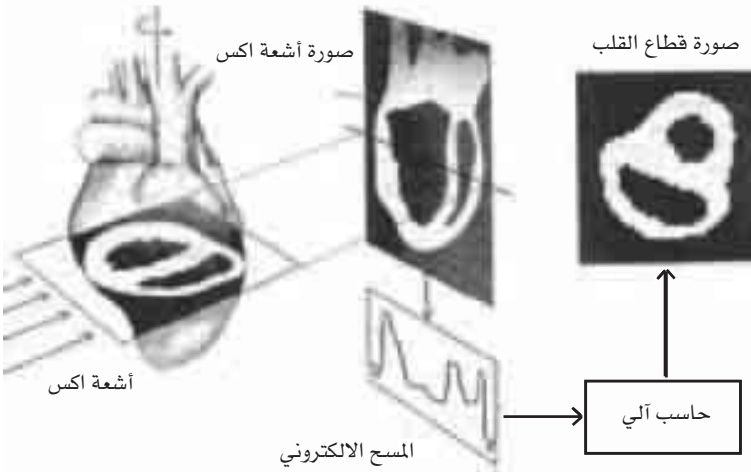 صورة قطاع القلب
صورة أشعة اكس
أشعة اكس
حاسب آلي
المسح الالكتروني